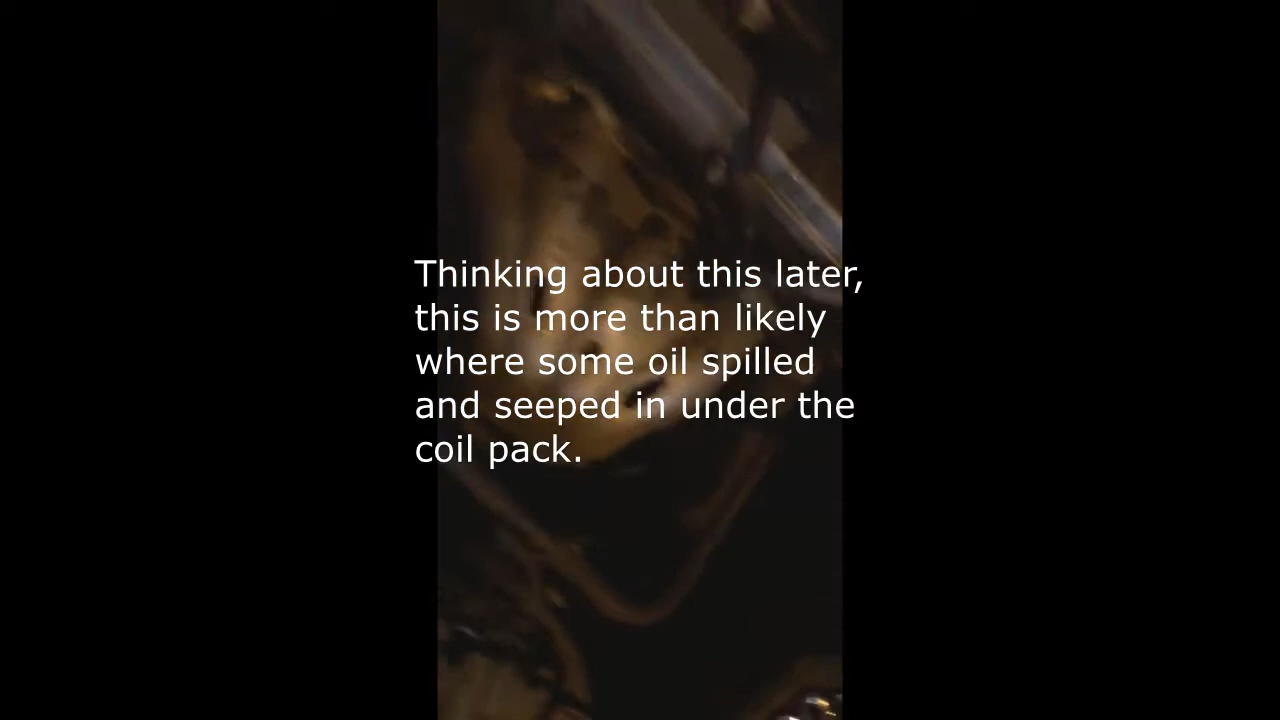 Thinking about this later,
this is more than likely
where some oil spilled
and seeped in under the
coil pack.